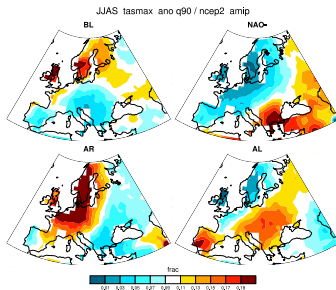 JJAS tasmax ano q90 / ncep2 amip
BL NAO-
AR AL
frac
0.01 0.03 0.05 0.07 0.09 0.11 0.13 0.15 0.17 0.19